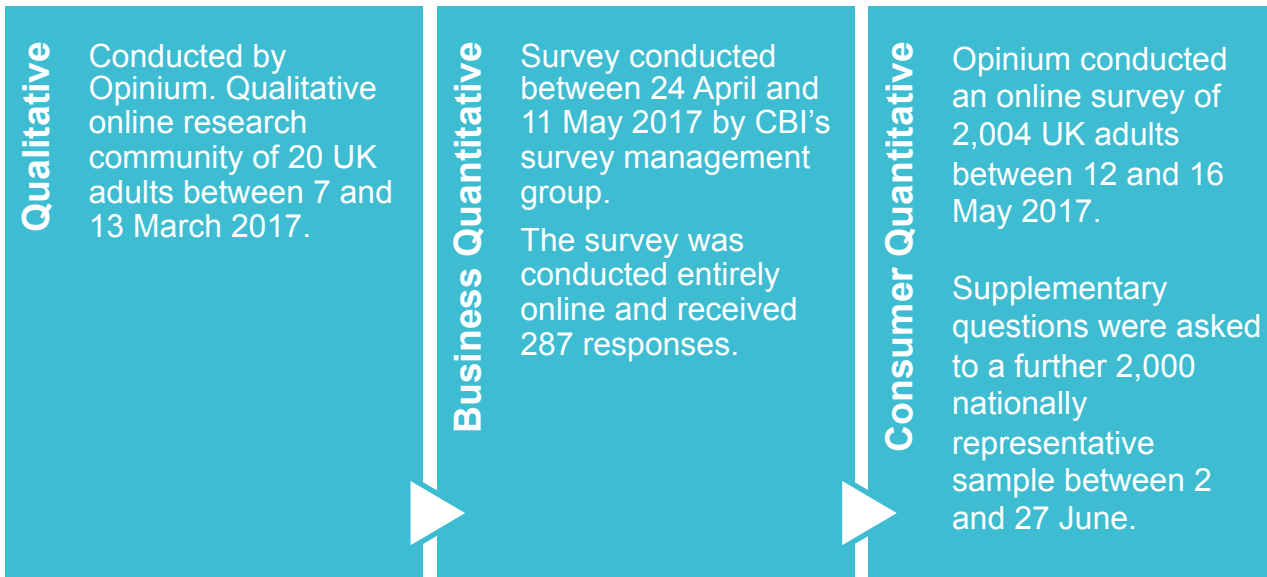 Qualitative
Conducted by
Opinium. Qualitative
online research
community of 20 UK
adults between 7 and
13 March 2017.
Business Quantitative
Survey conducted
between 24 April and
11 May 2017 by CBI’s
survey management
group.
The survey was
conducted entirely
online and received
287 responses.
Consumer Quantitative
Opinium conducted
an online survey of
2,004 UK adults
between 12 and 16
May 2017.
Supplementary
questions were asked
to a further 2,000
nationally
representative
sample between 2
and 27 June.